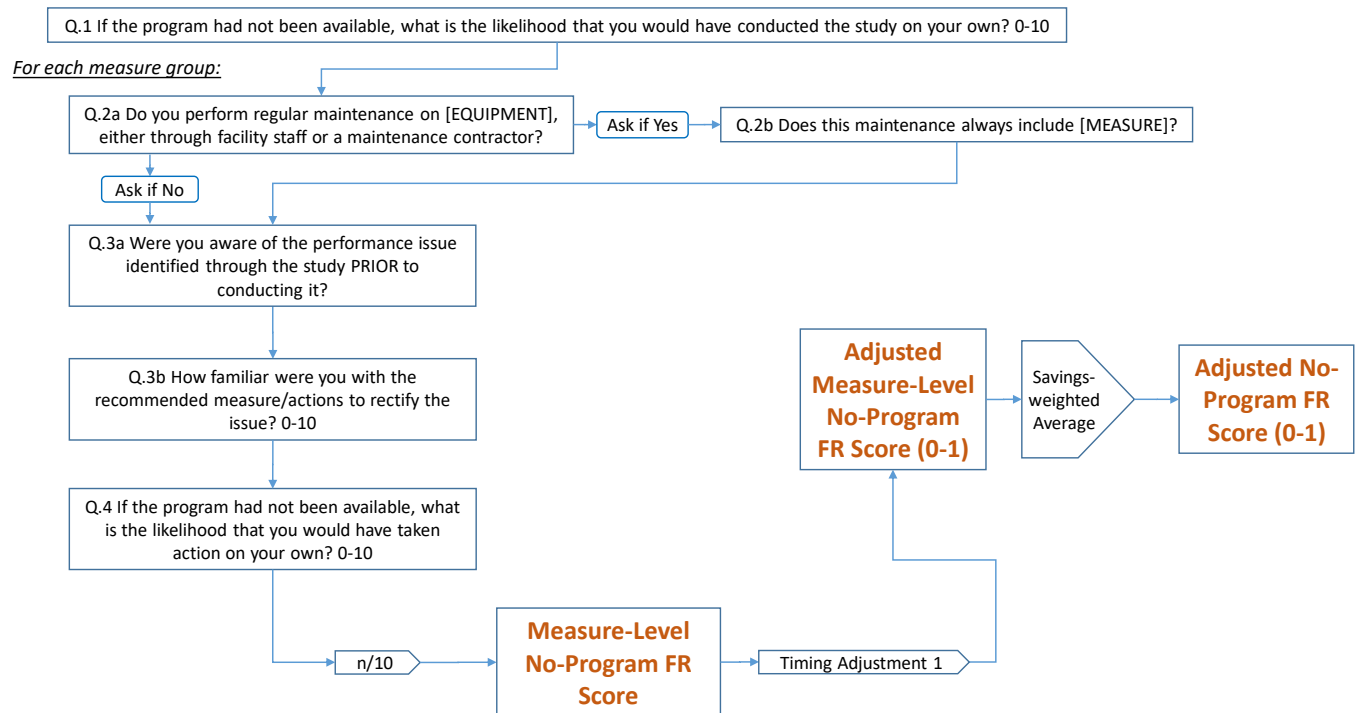 Q.1 If the program had not been available, what is the likelihood that you would have conducted the study on your own? 0-10
For each measure group:
Q.2a Do you perform regular maintenance on [EQUIPMENT],
either through facility staff or a maintenance contractor?
Ask if Yes
Q.2b Does this maintenance always include [MEASURE]?
Ask if No
Q.3a Were you aware of the performance issue
identified through the study PRIOR to
conducting it?
Q.3b How familiar were you with the
recommended measure/actions to rectify the
issue? 0-10
Q.4 If the program had not been available, what
is the likelihood that you would have taken
action on your own? 0-10
n/10
Measure-Level
No-Program FR
Score
Timing Adjustment 1
Adjusted
Measure-Level
No-Program
FR Score (0-1)
Savings-
weighted
Average
Adjusted No-
Program FR
Score (0-1)